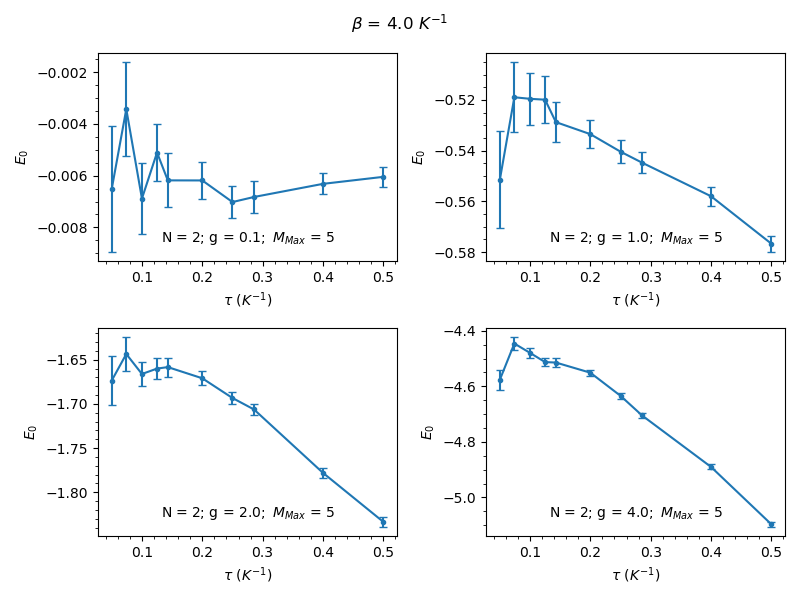 β = 4.0 K⁻¹
−0.002
−0.004
−0.006
−0.008
E₀
0.1 0.2 0.3 0.4 0.5
τ (K⁻¹)
N = 2; g = 0.1; M_Max = 5
−0.52
−0.54
−0.56
−0.58
E₀
0.1 0.2 0.3 0.4 0.5
τ (K⁻¹)
N = 2; g = 1.0; M_Max = 5
−1.65
−1.70
−1.75
−1.80
E₀
0.1 0.2 0.3 0.4 0.5
τ (K⁻¹)
N = 2; g = 2.0; M_Max = 5
−4.4
−4.6
−4.8
−5.0
E₀
0.1 0.2 0.3 0.4 0.5
τ (K⁻¹)
N = 2; g = 4.0; M_Max = 5